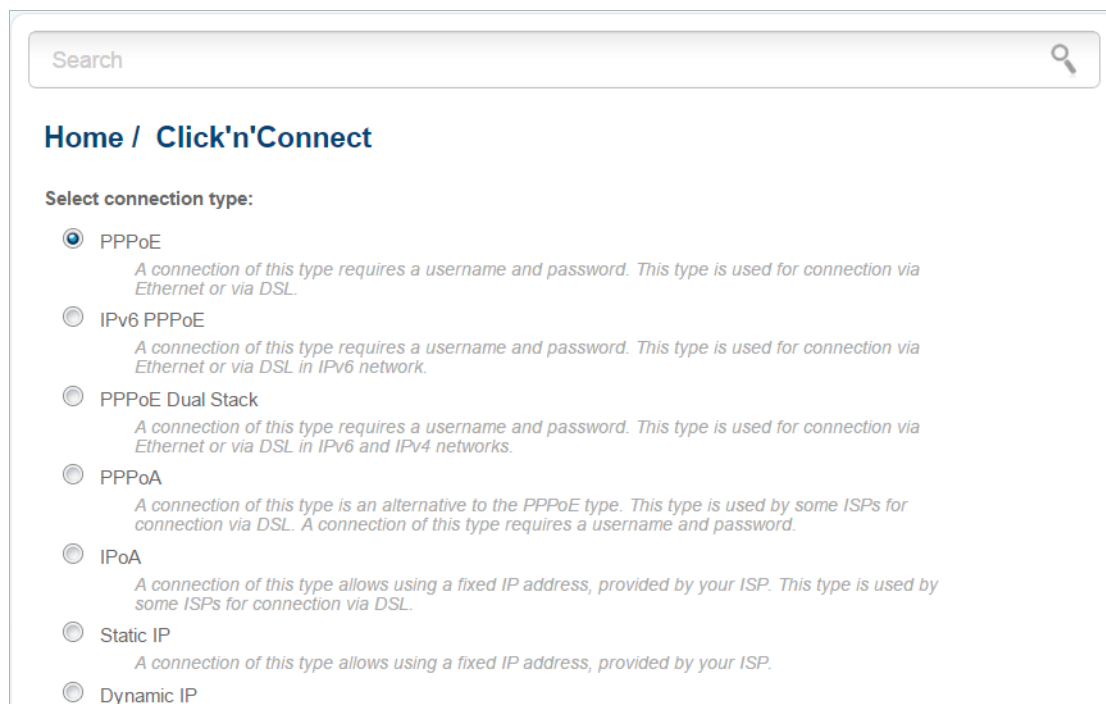 Search
Home /  Click'n'Connect
Select connection type:
PPPoE
A connection of this type requires a username and password. This type is used for connection via
Ethernet or via DSL.
IPv6 PPPoE
A connection of this type requires a username and password. This type is used for connection via
Ethernet or via DSL in IPv6 network.
PPPoE Dual Stack
A connection of this type requires a username and password. This type is used for connection via
Ethernet or via DSL in IPv6 and IPv4 networks.
PPPoA
A connection of this type is an alternative to the PPPoE type. This type is used by some ISPs for
connection via DSL. A connection of this type requires a username and password.
IPoA
A connection of this type allows using a fixed IP address, provided by your ISP. This type is used by
some ISPs for connection via DSL.
Static IP
A connection of this type allows using a fixed IP address, provided by your ISP.
Dynamic IP